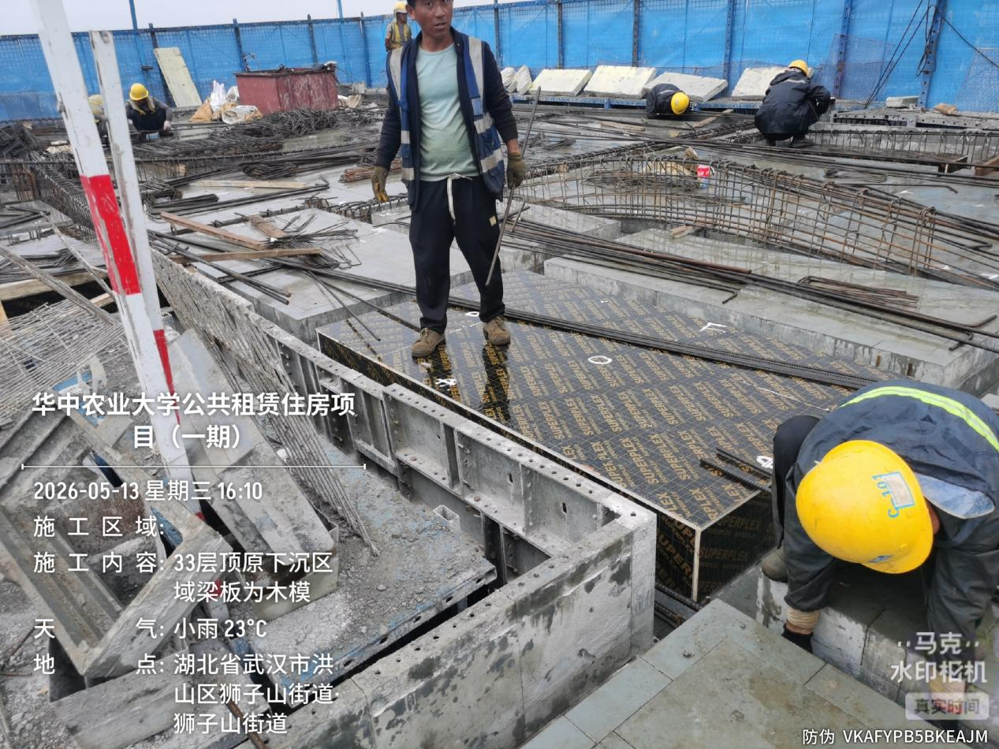 华中农业大学公共租赁住房项
目（一期）
2026-05-13 星期三 16:10
施工区域:
施工内容: 33层顶原下沉区
域梁板为木模
天气: 小雨 23°C
地点: 湖北省武汉市洪
山区狮子山街道·
狮子山街道
SUPERPLEX
SUPERPLEX
SUPERPLEX
C-101
马克
水印相机
真实时间
防伪 VKAFYPB5BKEAJM